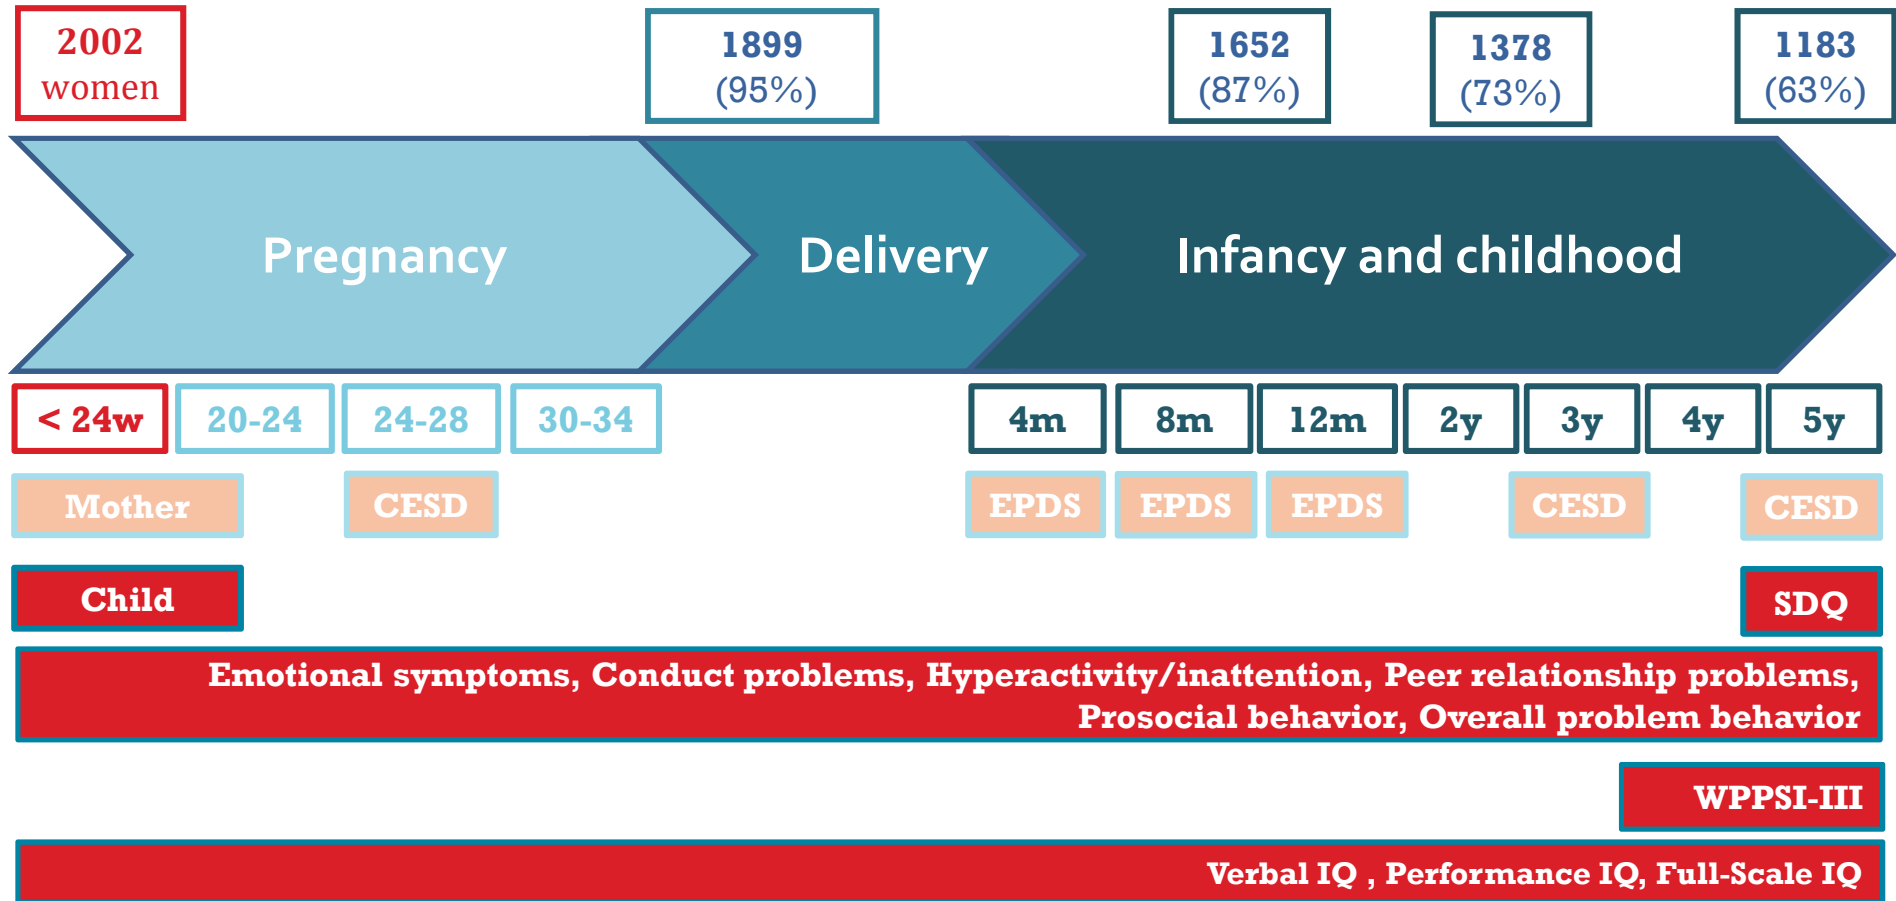 2002
women
1899
(95%)
1652
(87%)
1378
(73%)
1183
(63%)
Pregnancy
Delivery
Infancy and childhood
< 24w
20-24
24-28
30-34
4m
8m
12m
2y
3y
4y
5y
Mother
CESD
EPDS
EPDS
EPDS
CESD
CESD
Child
SDQ
Emotional symptoms, Conduct problems, Hyperactivity/inattention, Peer relationship problems,
Prosocial behavior, Overall problem behavior
WPPSI-III
Verbal IQ , Performance IQ, Full-Scale IQ